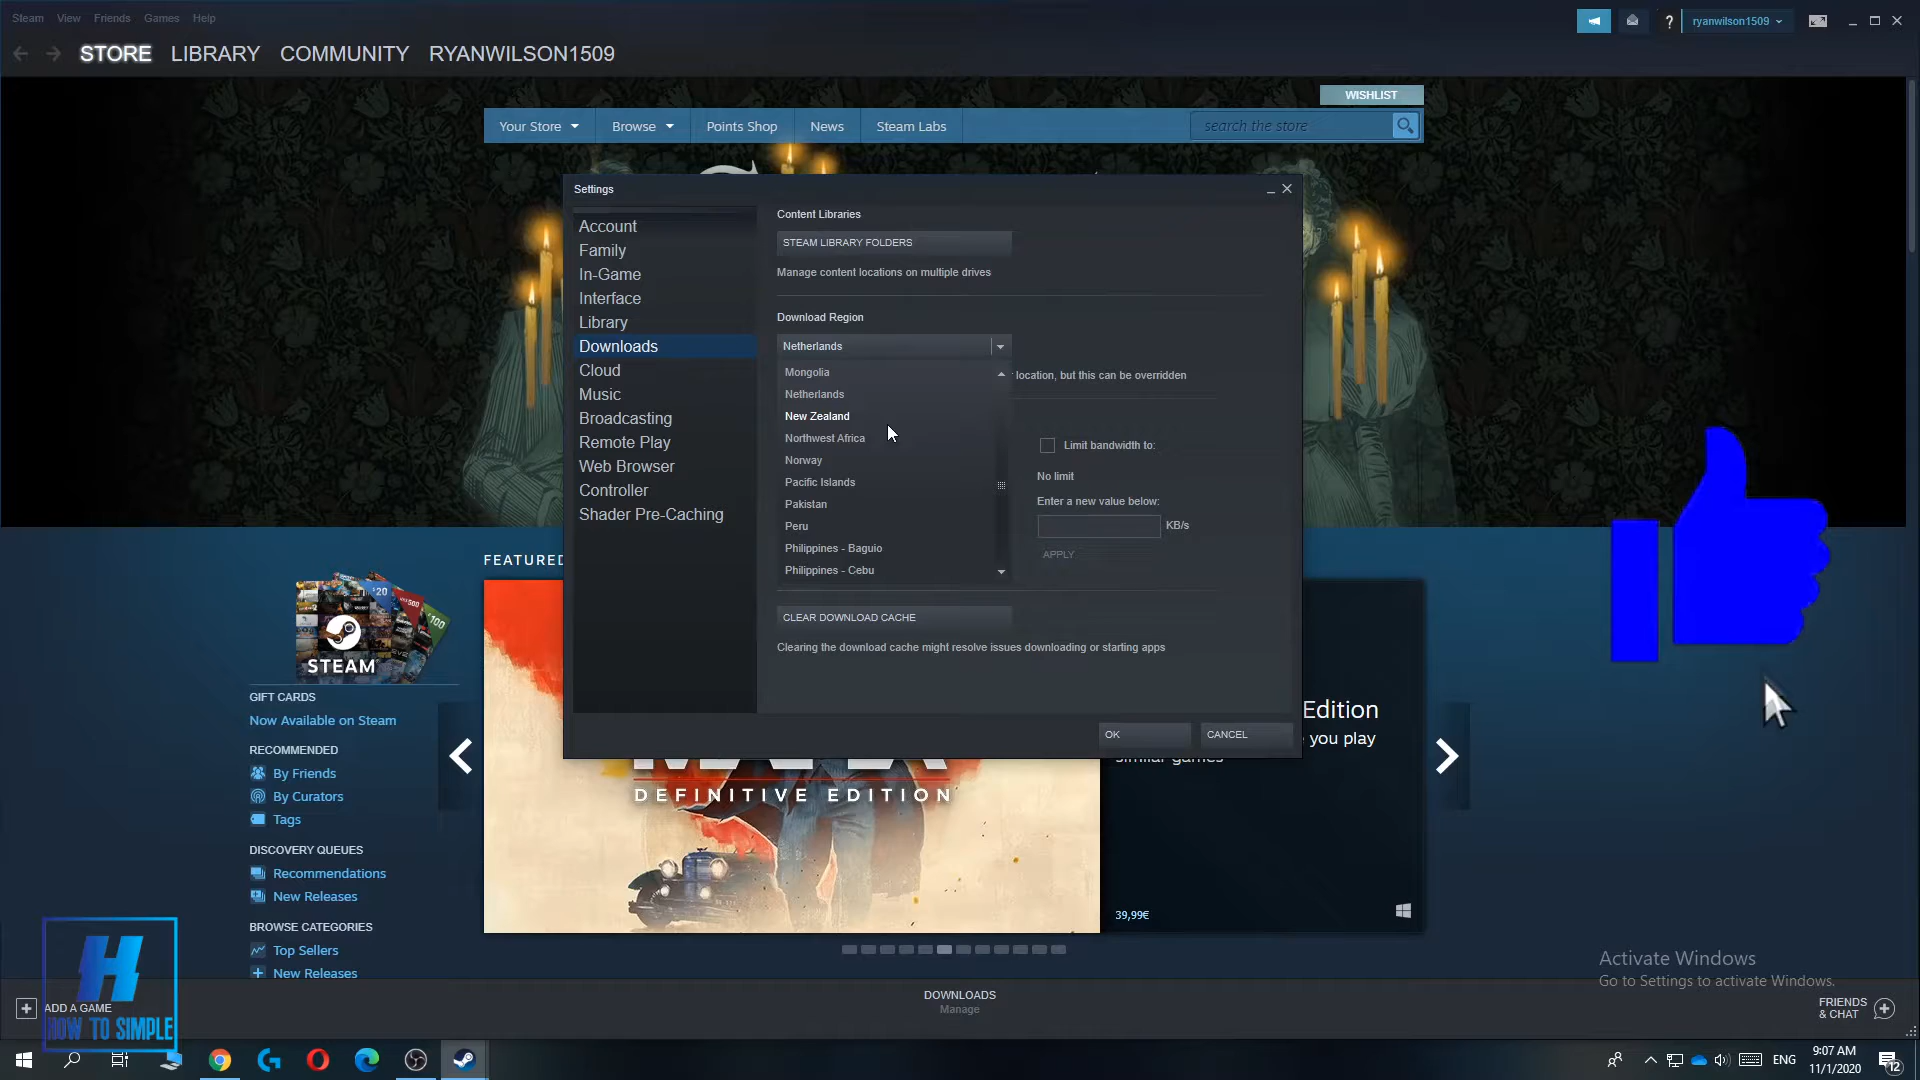 Steam View Friends Games Help
ryanwilson1509
STORE LIBRARY COMMUNITY RYANWILSON1509
WISHLIST
Your Store Browse Points Shop News Steam Labs
search the store
Settings
Account
Family
In-Game
Interface
Library
Downloads
Cloud
Music
Broadcasting
Remote Play
Web Browser
Controller
Shader Pre-Caching
Content Libraries
STEAM LIBRARY FOLDERS
Manage content locations on multiple drives
Download Region
Netherlands
location, but this can be overridden
Mongolia
Netherlands
New Zealand
Northwest Africa
Norway
Pacific Islands
Pakistan
Peru
Philippines - Baguio
Philippines - Cebu
Limit bandwidth to:
No limit
Enter a new value below:
KB/s
APPLY
CLEAR DOWNLOAD CACHE
Clearing the download cache might resolve issues downloading or starting apps
OK CANCEL
FEATURED
STEAM
GIFT CARDS
Now Available on Steam
RECOMMENDED
By Friends
By Curators
Tags
DISCOVERY QUEUES
Recommendations
New Releases
BROWSE CATEGORIES
Top Sellers
New Releases
DEFINITIVE EDITION
Edition
you play
similar games
39,99€
Activate Windows
Go to Settings to activate Windows.
ADD A GAME
H
HOW TO SIMPLE
DOWNLOADS
Manage
FRIENDS
& CHAT
ENG
9:07 AM
11/1/2020
12